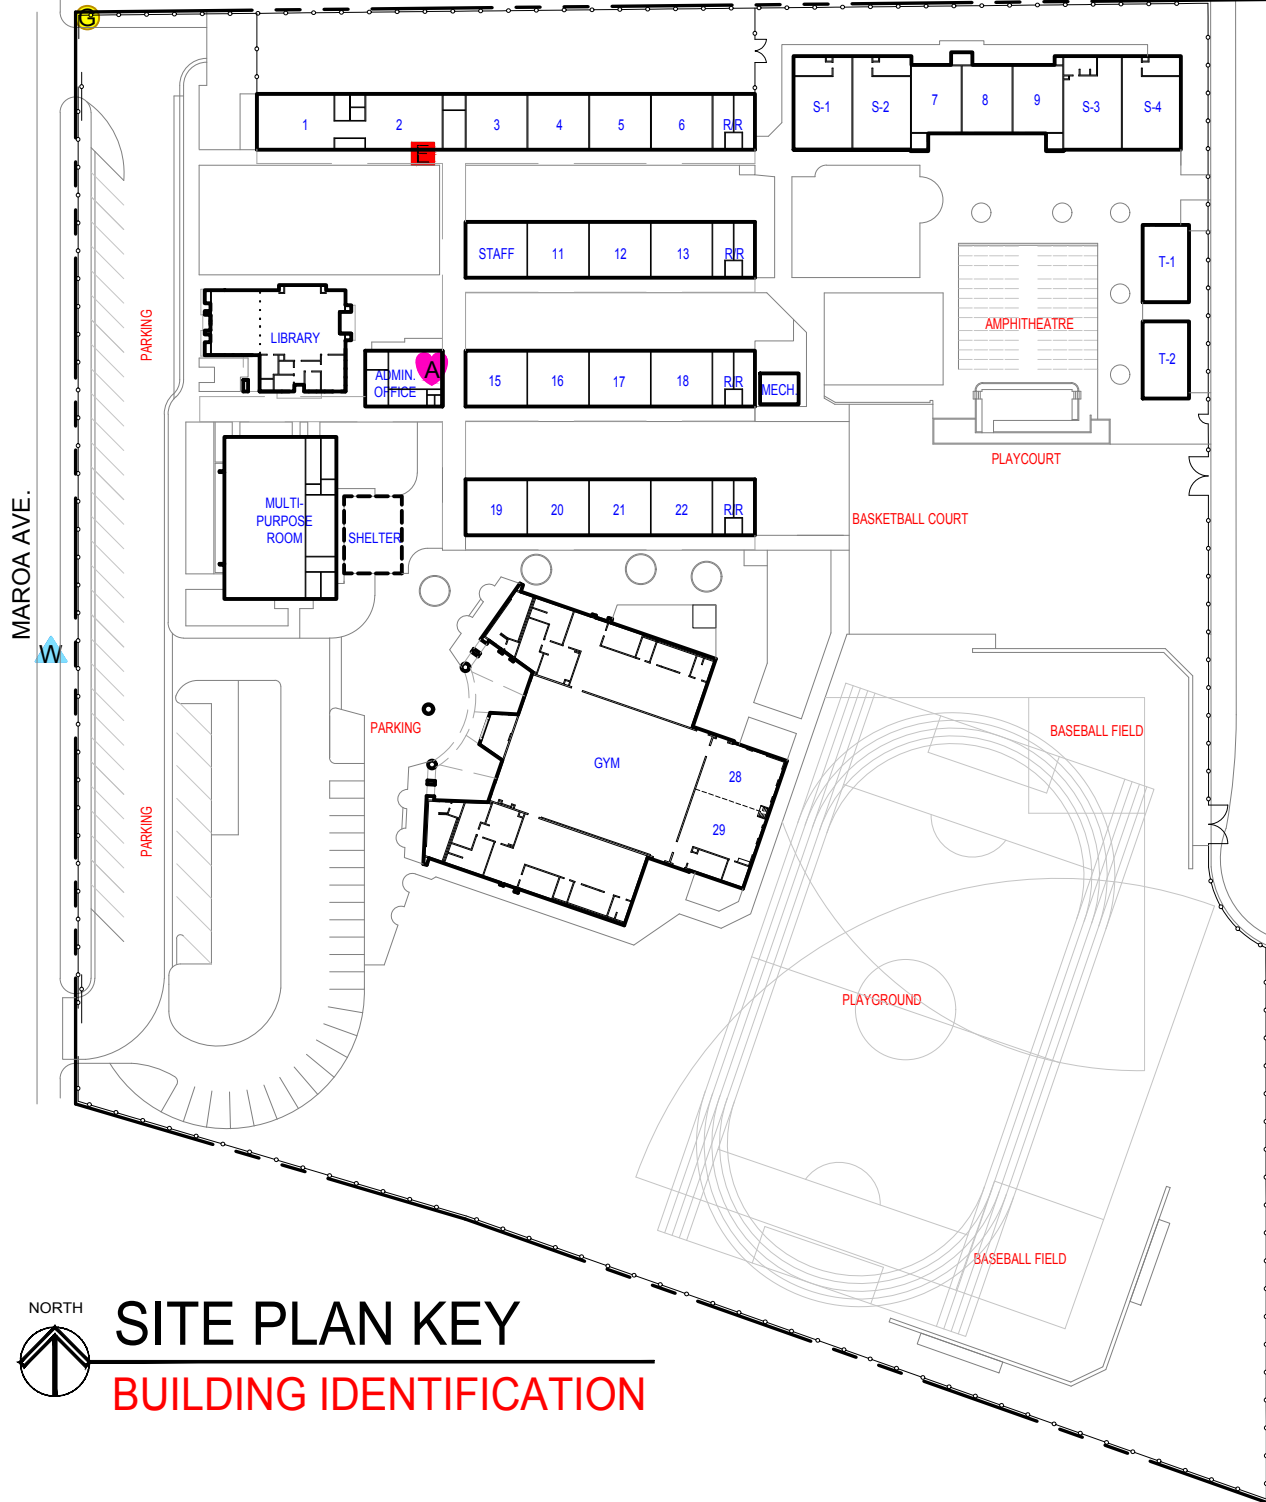 G
1
2
3
4
5
6
R/R
E
S-1
S-2
7
8
9
S-3
S-4
STAFF
11
12
13
R/R
T-1
LIBRARY
AMPHITHEATRE
T-2
PARKING
ADMIN.
OFFICE
A
15
16
17
18
R/R
MECH.
PLAYCOURT
MULTI-
PURPOSE
ROOM
SHELTER
19
20
21
22
R/R
BASKETBALL COURT
MAROA AVE.
W
PARKING
GYM
28
29
BASEBALL FIELD
PARKING
PLAYGROUND
BASEBALL FIELD
NORTH
SITE PLAN KEY
BUILDING IDENTIFICATION